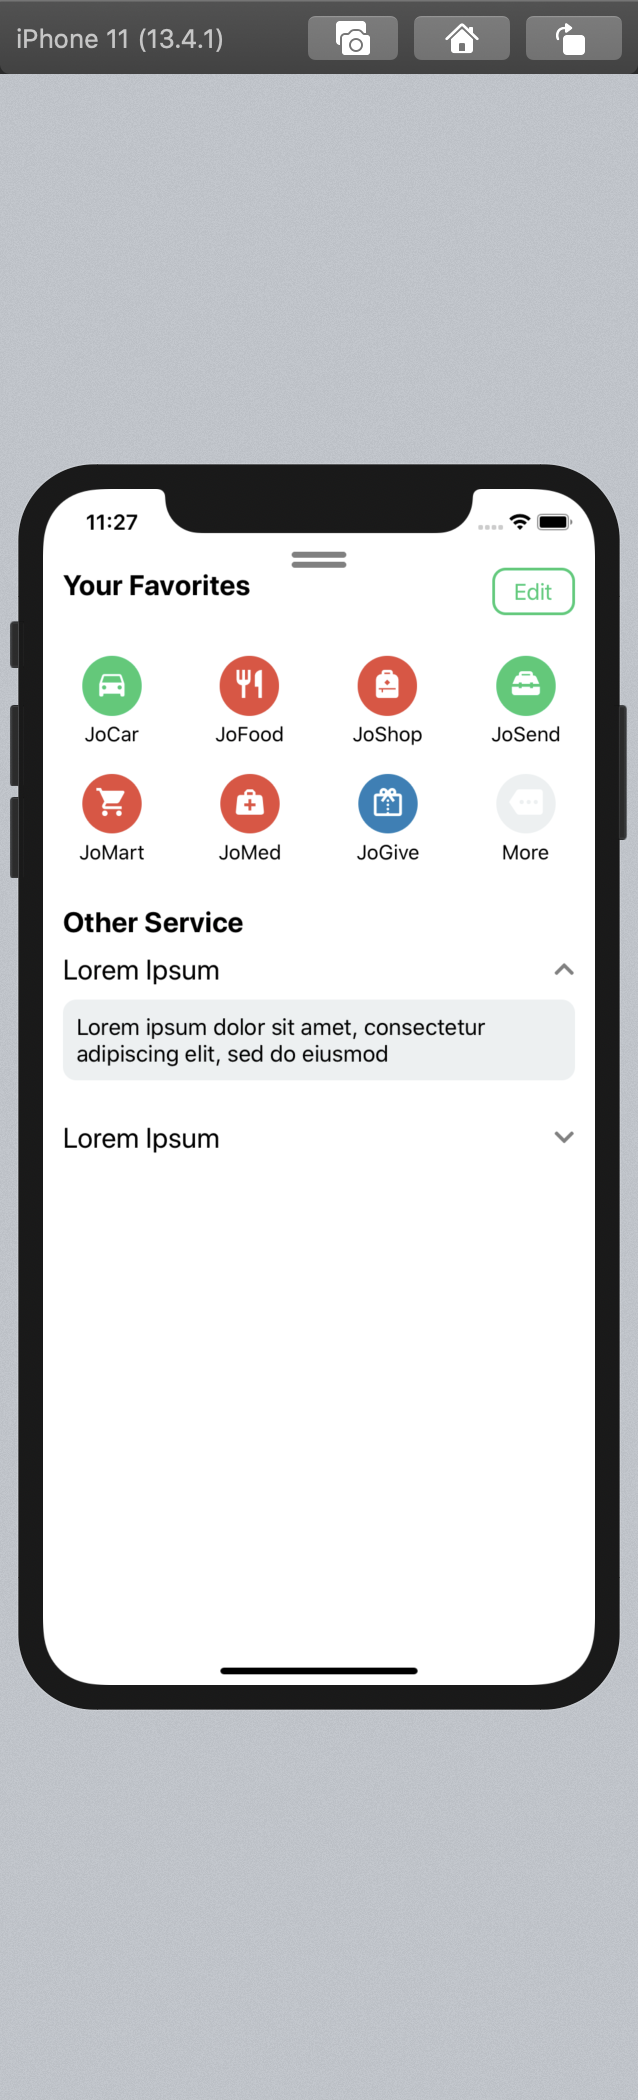 iPhone 11 (13.4.1)
11:27
Your Favorites
Edit
JoCar
JoFood
JoShop
JoSend
JoMart
JoMed
JoGive
More
Other Service
Lorem Ipsum
Lorem ipsum dolor sit amet, consectetur
adipiscing elit, sed do eiusmod
Lorem Ipsum